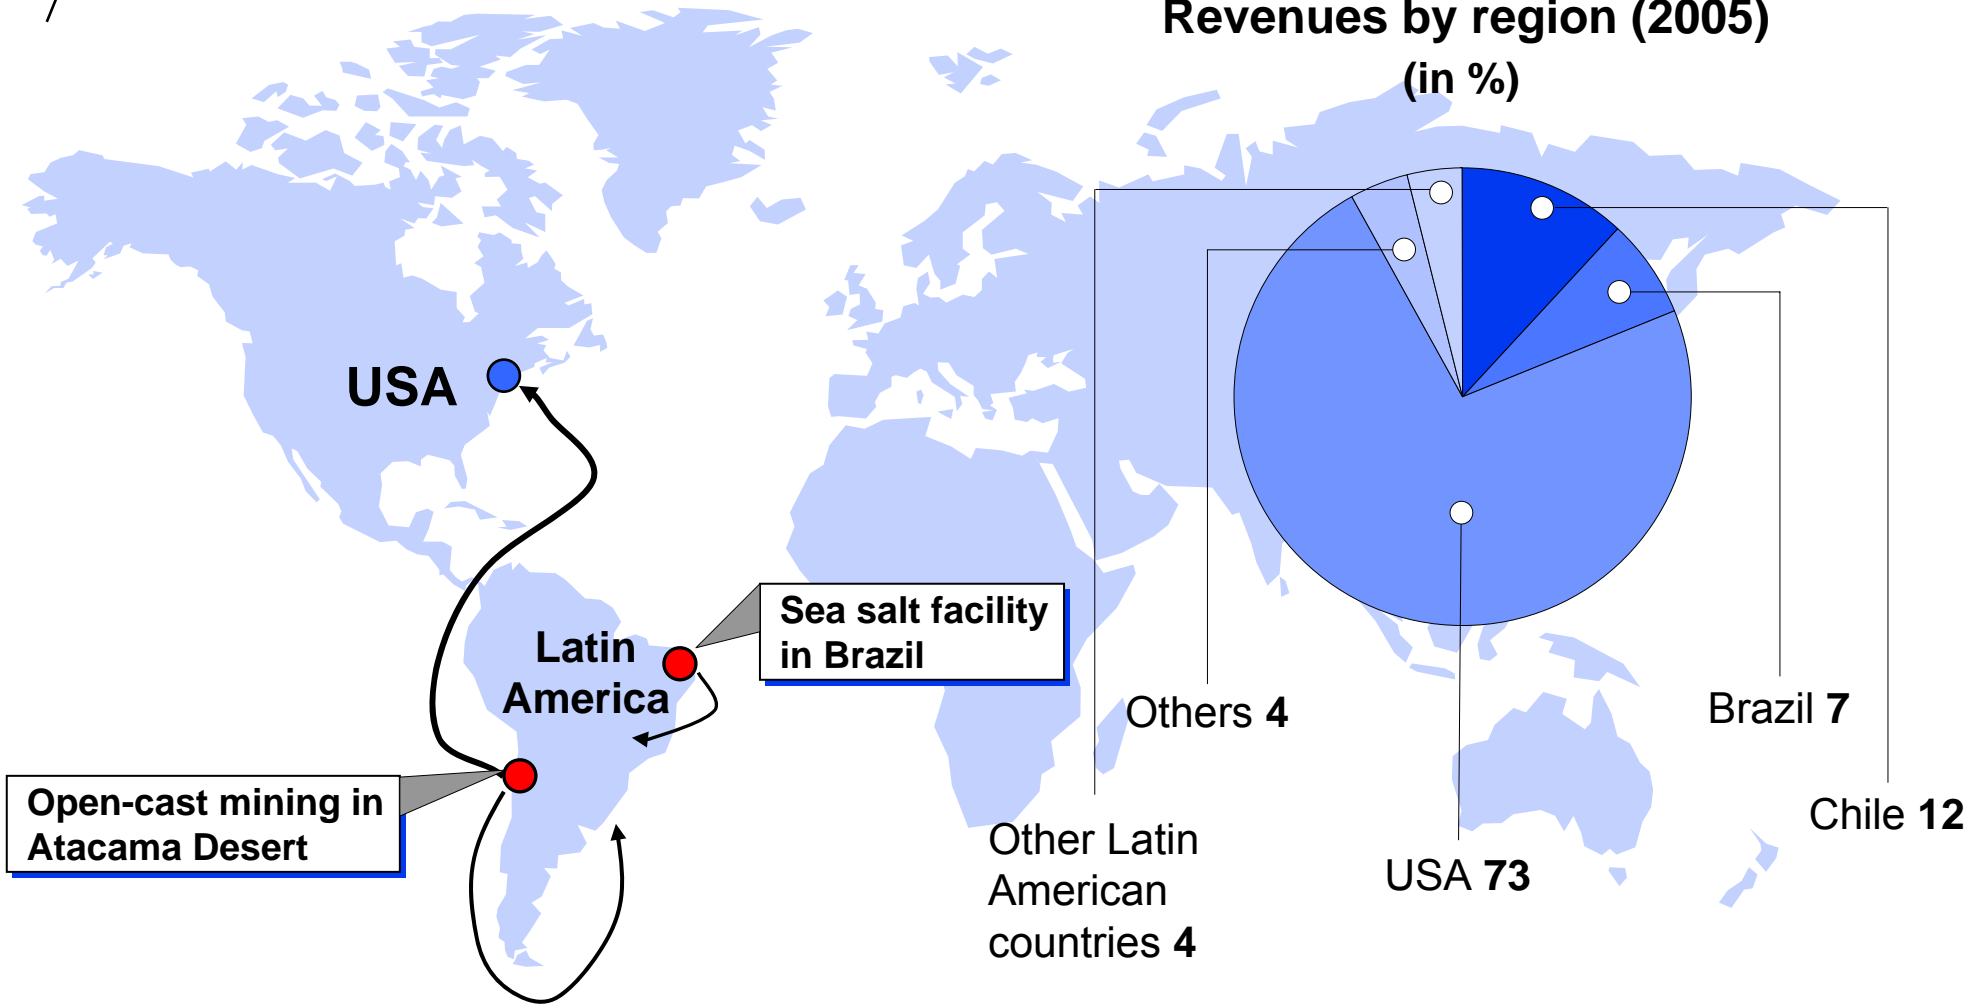 Revenues by region (2005)
(in %)
USA
Sea salt facility
in Brazil
Latin
America
Open-cast mining in
Atacama Desert
Others 4
Brazil 7
Chile 12
Other Latin
American
countries 4
USA 73